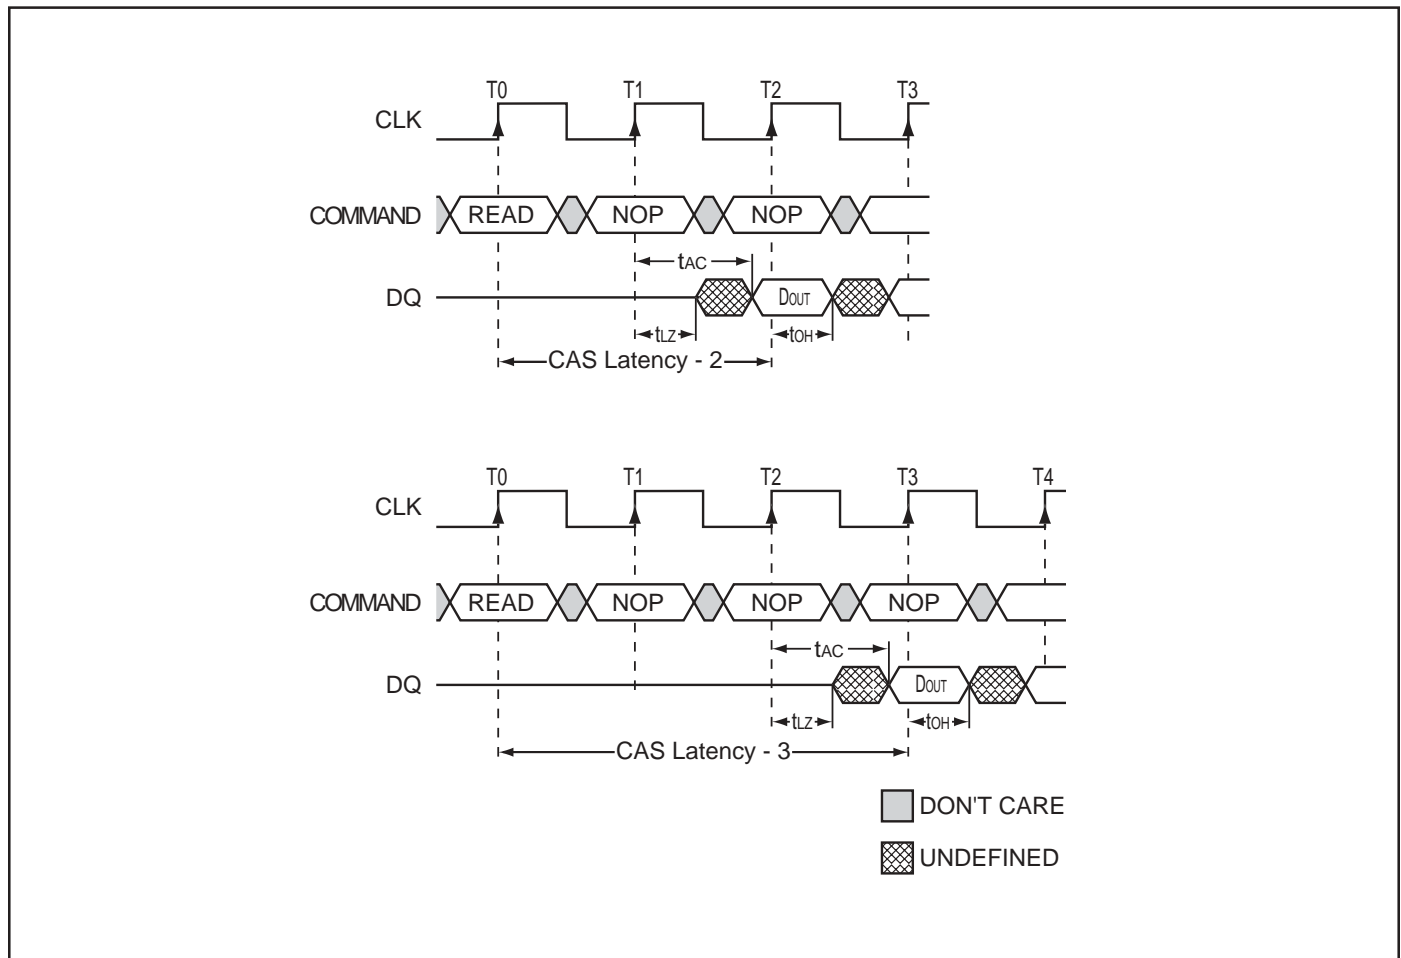 T0 T1 T2 T3
CLK
COMMAND READ NOP NOP
tAC
DQ DOUT
tLZ tOH
CAS Latency - 2
T0 T1 T2 T3 T4
CLK
COMMAND READ NOP NOP NOP
tAC
DQ DOUT
tLZ tOH
CAS Latency - 3
DON'T CARE
UNDEFINED